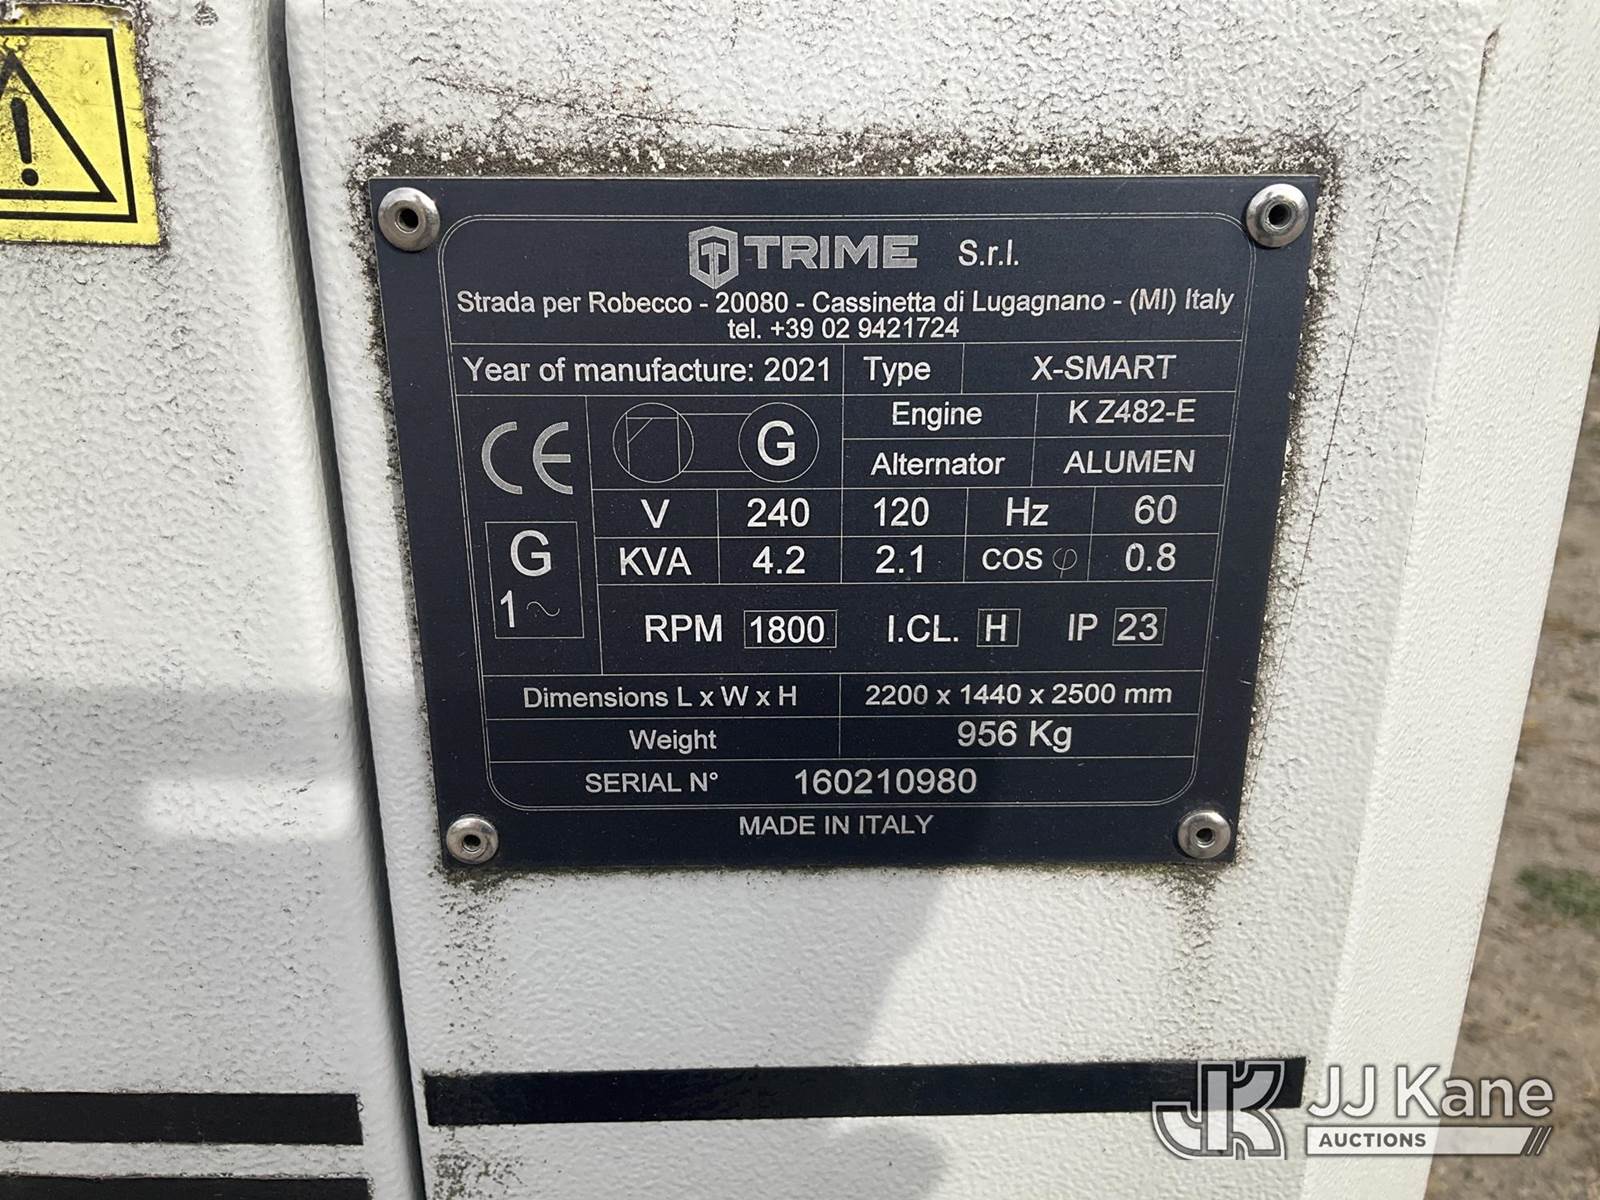 TRIME S.r.l.
Strada per Robecco - 20080 - Cassinetta di Lugagnano - (MI) Italy
tel. +39 02 9421724
Year of manufacture: 2021 Type X-SMART
CE G Engine K Z482-E
Alternator ALUMEN
V 240 120 Hz 60
G KVA 4.2 2.1 COS φ 0.8
1~ RPM 1800 I.CL. H IP 23
Dimensions L x W x H 2200 x 1440 x 2500 mm
Weight 956 Kg
SERIAL N° 160210980
MADE IN ITALY
JJK JJ Kane
AUCTIONS